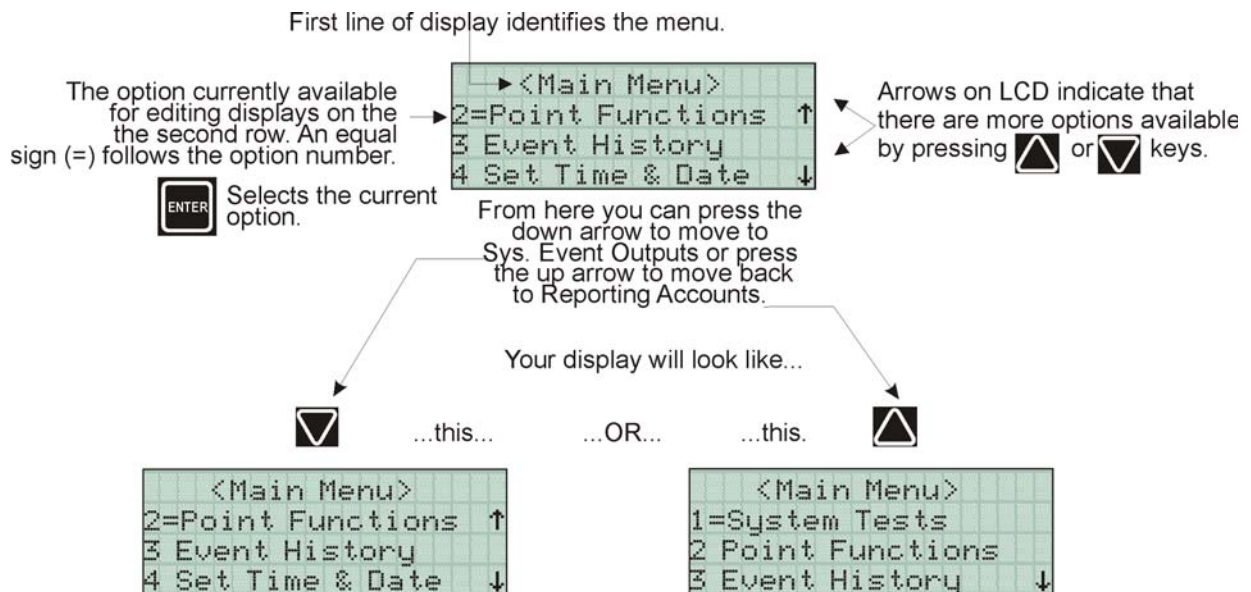 First line of display identifies the menu.
The option currently available
for editing displays on the
the second row. An equal
sign (=) follows the option number.
ENTER Selects the current
option.
<Main Menu>
2=Point Functions ↑
3 Event History
4 Set Time & Date ↓
Arrows on LCD indicate that
there are more options available
by pressing or keys.
From here you can press the
down arrow to move to
Sys. Event Outputs or press
the up arrow to move back
to Reporting Accounts.
Your display will look like...
...this... ...OR... ...this.
<Main Menu>
2=Point Functions ↑
3 Event History
4 Set Time & Date ↓
<Main Menu>
1=System Tests
2 Point Functions
3 Event History ↓